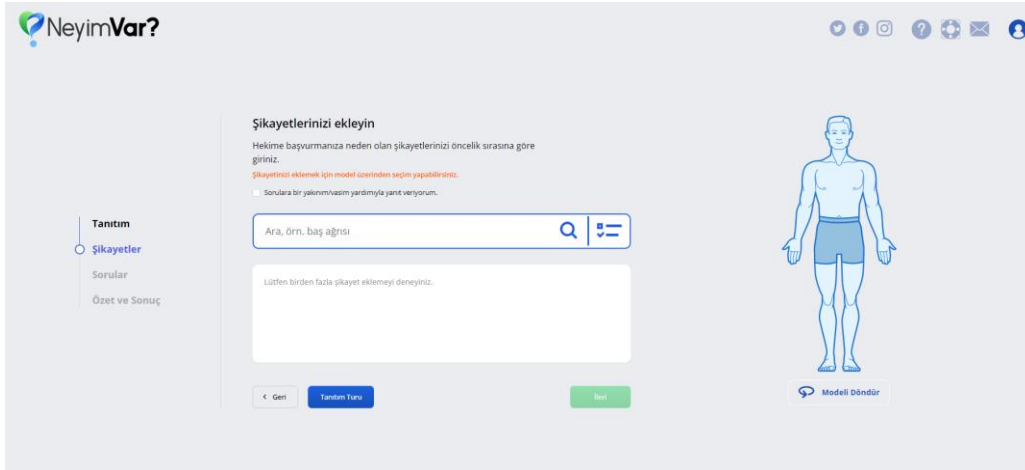 NeyimVar?
Şikayetlerinizi ekleyin
Hekime başvurmanıza neden olan şikayetlerinizi öncelik sırasına göre
giriniz.
Şikayetinizi eklemek için model üzerinden seçim yapabilirsiniz.
Sorulara bir yakınım/vasim yardımıyla yanıt veriyorum.
Tanıtım
Şikayetler
Sorular
Özet ve Sonuç
Ara, örn. baş ağrısı
Lütfen birden fazla şikayet eklemeyi deneyiniz.
Geri
Tanıtım Turu
İleri
Modeli Döndür